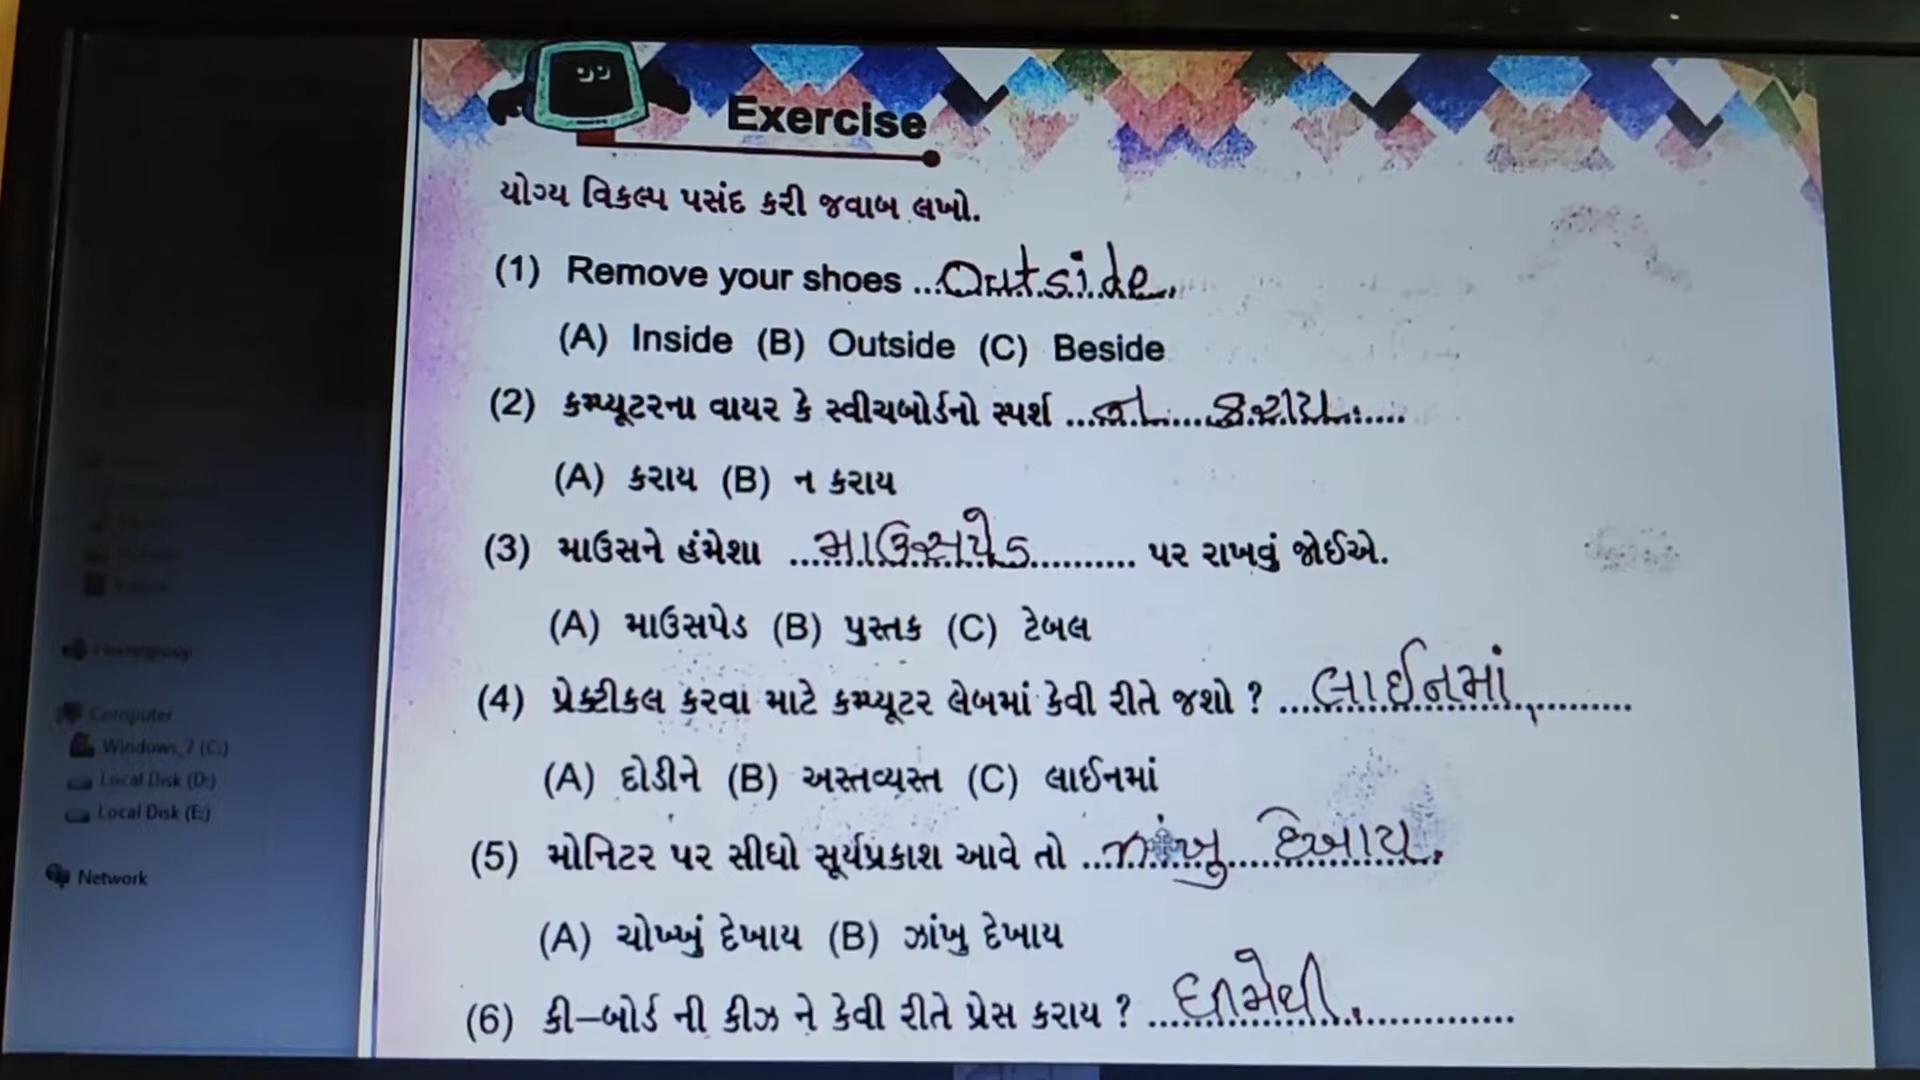 Exercise
યોગ્ય વિકલ્પ પસંદ કરી જવાબ લખો.
(1) Remove your shoes ...Outside.
(A) Inside (B) Outside (C) Beside
(2) કમ્પ્યૂટરના વાયર કે સ્વીચબોર્ડનો સ્પર્શ ...ન....કરાય.....
(A) કરાય (B) ન કરાય
(3) માઉસને હંમેશા ...માઉસપેડ.......... પર રાખવું જોઈએ.
(A) માઉસપેડ (B) પુસ્તક (C) ટેબલ
(4) પ્રેક્ટીકલ કરવા માટે કમ્પ્યૂટર લેબમાં કેવી રીતે જશો ? ...લાઈનમાં..........
(A) દોડીને (B) અસ્તવ્યસ્ત (C) લાઈનમાં
(5) મોનિટર પર સીધો સૂર્યપ્રકાશ આવે તો ...ઝાંખુ દેખાય.
(A) ચોખ્ખું દેખાય (B) ઝાંખુ દેખાય
(6) કી–બોર્ડ ની કીઝ ને કેવી રીતે પ્રેસ કરાય ? ...ધીમેથી...............
Homegroup
Computer
Windows_7 (C:)
Local Disk (D:)
Local Disk (E:)
Network